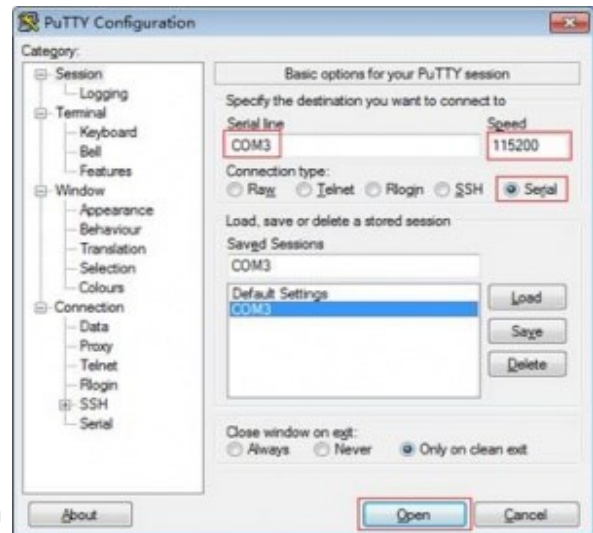 PuTTY Configuration
Category:
Session
Logging
Terminal
Keyboard
Bell
Features
Window
Appearance
Behaviour
Translation
Selection
Colours
Connection
Data
Proxy
Telnet
Rlogin
SSH
Serial
Basic options for your PuTTY session
Specify the destination you want to connect to
Serial line Speed
COM3 115200
Connection type:
Raw Telnet Rlogin SSH Serial
Load, save or delete a stored session
Saved Sessions
COM3
Default Settings
COM3
Load
Save
Delete
Close window on exit:
Always Never Only on clean exit
About Open Cancel